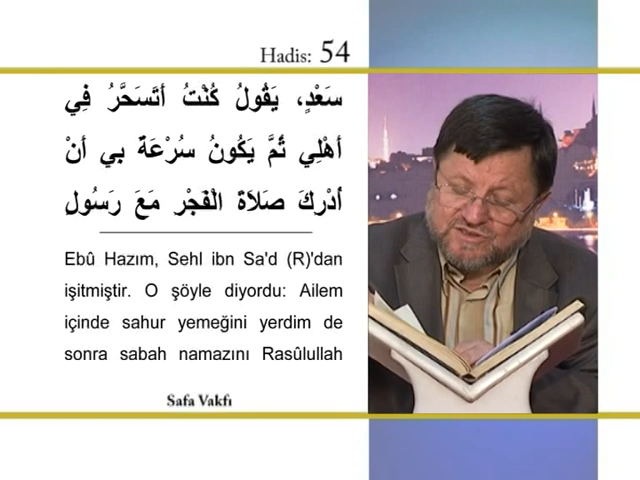 Hadis: 54
سَعْدٍ، يَقُولُ كُنْتُ أَتَسَحَّرُ فِي
أَهْلِي ثُمَّ يَكُونُ سُرْعَةٌ بي أَنْ
أُدْرِكَ صَلاَةَ الْفَجْرِ مَعَ رَسُولِ
Ebû Hazım, Sehl ibn Sa'd (R)'dan
işitmiştir. O şöyle diyordu: Ailem
içinde sahur yemeğini yerdim de
sonra sabah namazını Rasûlullah
Safa Vakfı